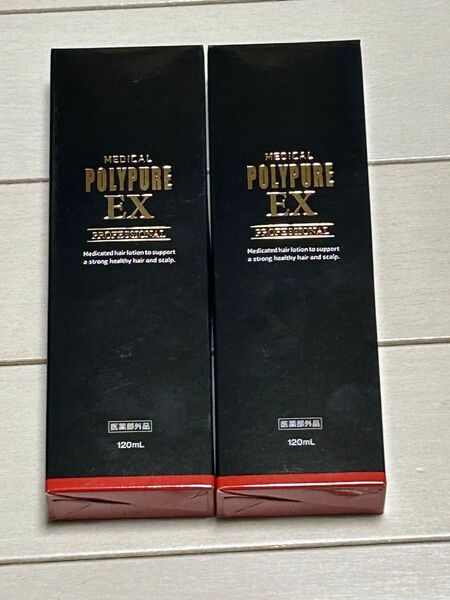 MEDICAL
POLYPURE
EX
PROFESSIONAL
Medicated hair lotion to support
a strong healthy hair and scalp.
医薬部外品
120mL
MEDICAL
POLYPURE
EX
PROFESSIONAL
Medicated hair lotion to support
a strong healthy hair and scalp.
医薬部外品
120mL